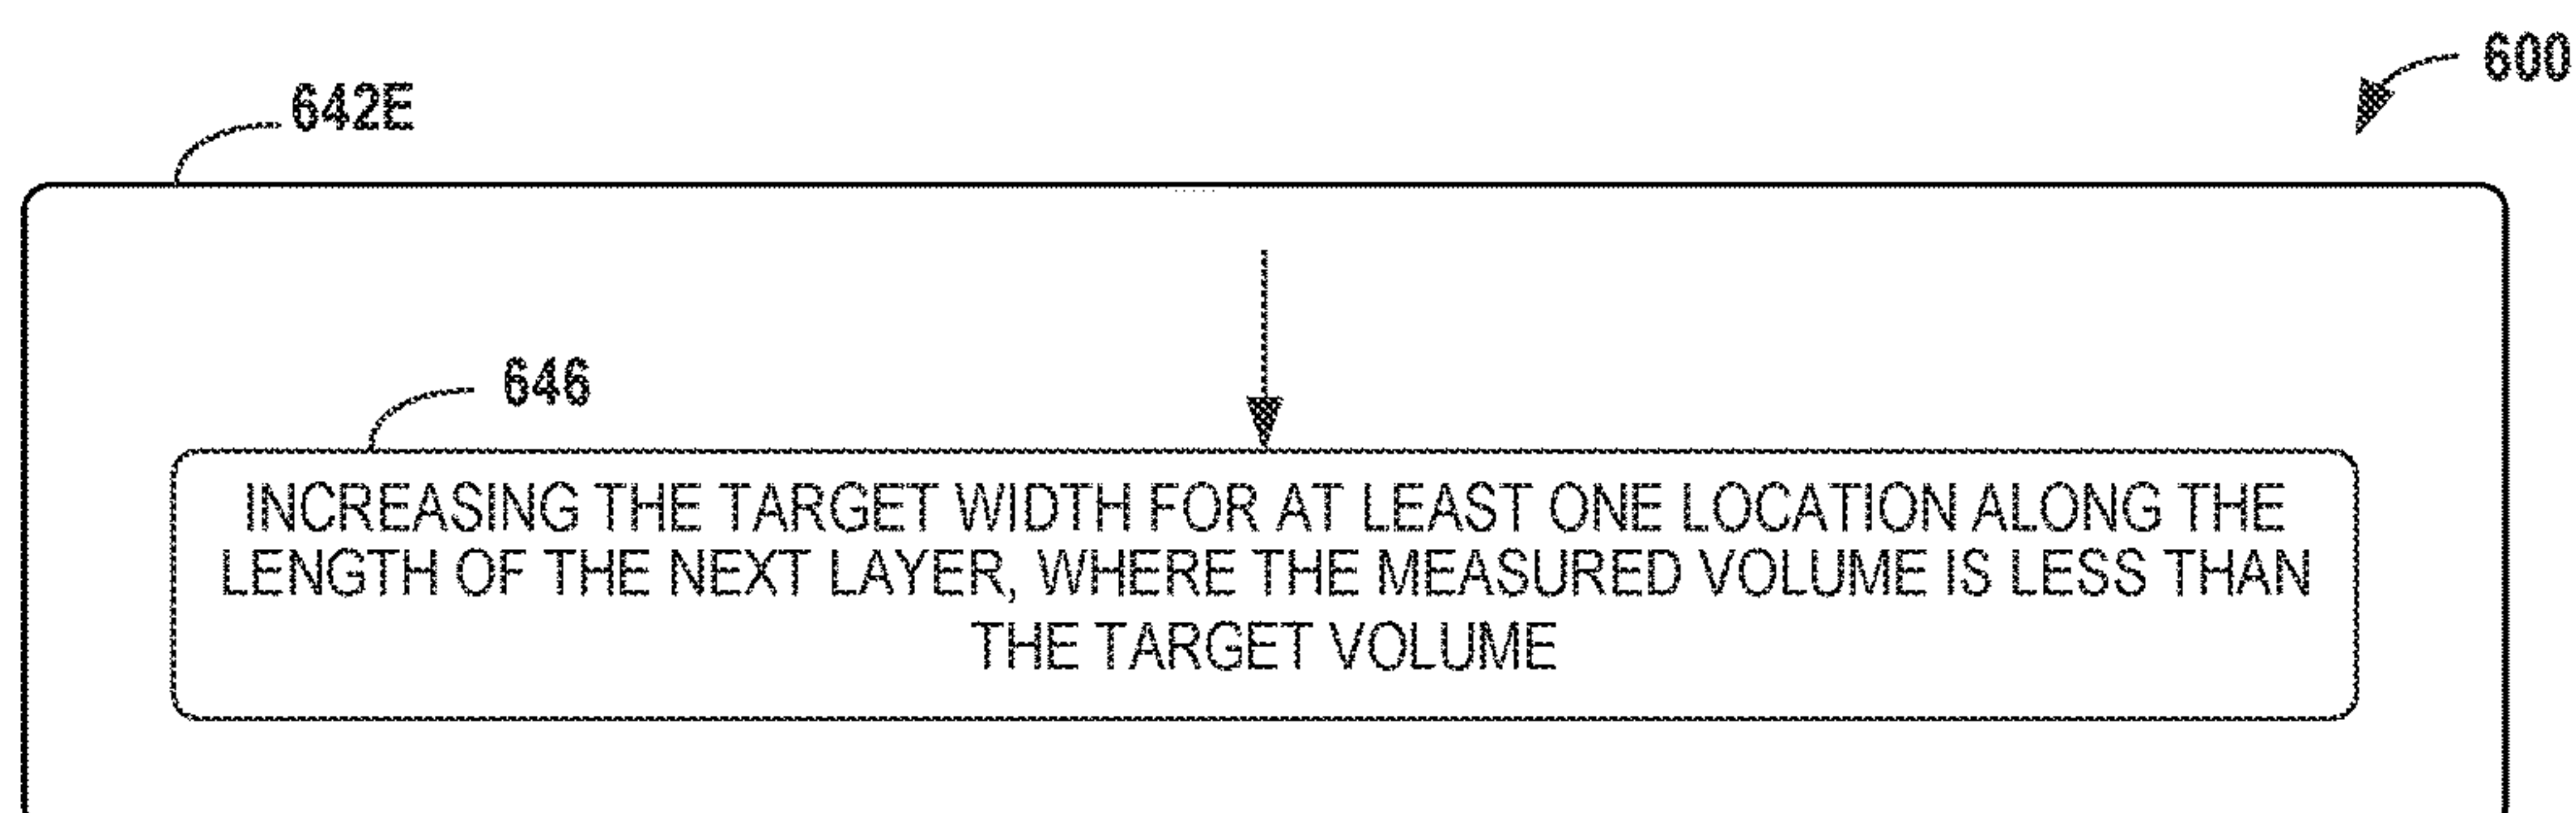 600
642E
646
INCREASING THE TARGET WIDTH FOR AT LEAST ONE LOCATION ALONG THE
LENGTH OF THE NEXT LAYER, WHERE THE MEASURED VOLUME IS LESS THAN
THE TARGET VOLUME